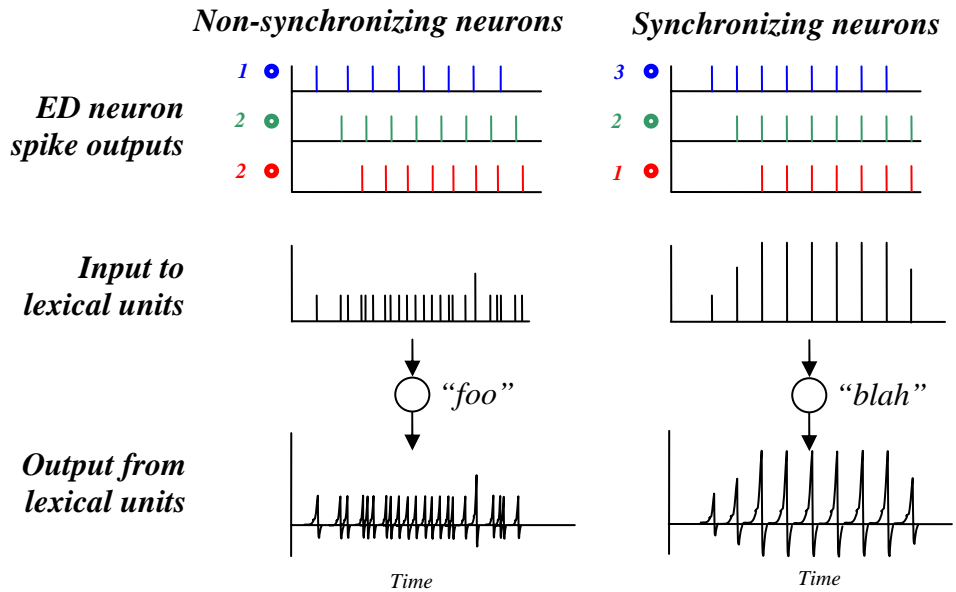 Non-synchronizing neurons
Synchronizing neurons
ED neuron
spike outputs
1
2
2
3
2
1
Input to
lexical units
“foo”
“blah”
Output from
lexical units
Time
Time